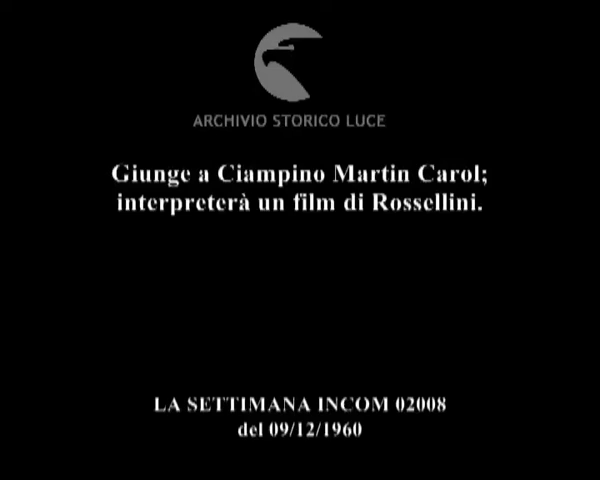 ARCHIVIO STORICO LUCE
Giunge a Ciampino Martin Carol;
interpreterà un film di Rossellini.
LA SETTIMANA INCOM 02008
del 09/12/1960